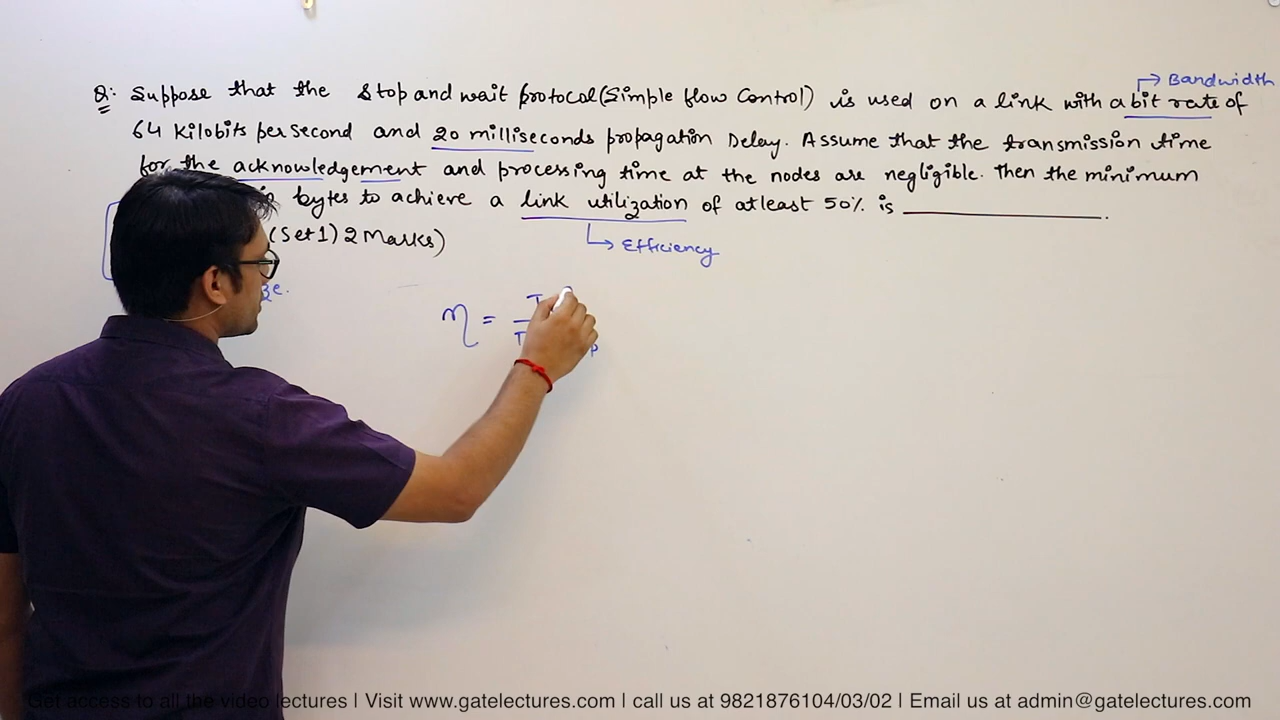 → Bandwidth
Q: Suppose that the Stop and wait protocol (Simple flow Control) is used on a link with a bit rate of
64 kilobits per second and 20 milliseconds propagation Delay. Assume that the transmission time
for the acknowledgement and processing time at the nodes are negligible. Then the minimum
bytes to achieve a link utilization of atleast 50% is ____________.
(Set1) 2 Marks)
→ Efficiency
η =
Get access to all the video lectures | Visit www.gatelectures.com | call us at 9821876104/03/02 | Email us at admin@gatelectures.com